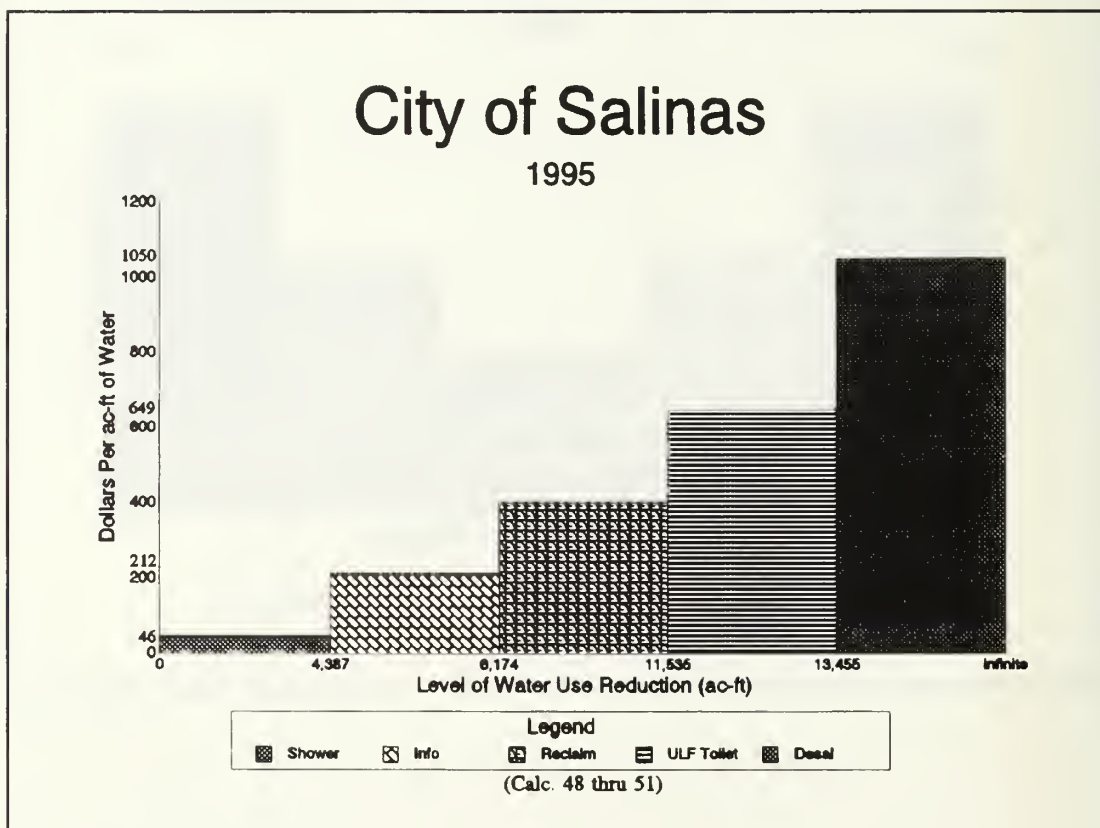 City of Salinas
1995
1200
1050
1000
800
649
600
400
212
200
46
0
Dollars Per ac-ft of Water
0 4,387 6,174 11,536 13,455 Infinite
Level of Water Use Reduction (ac-ft)
Legend
Shower Info Reclaim ULF Toilet Desal
(Calc. 48 thru 51)